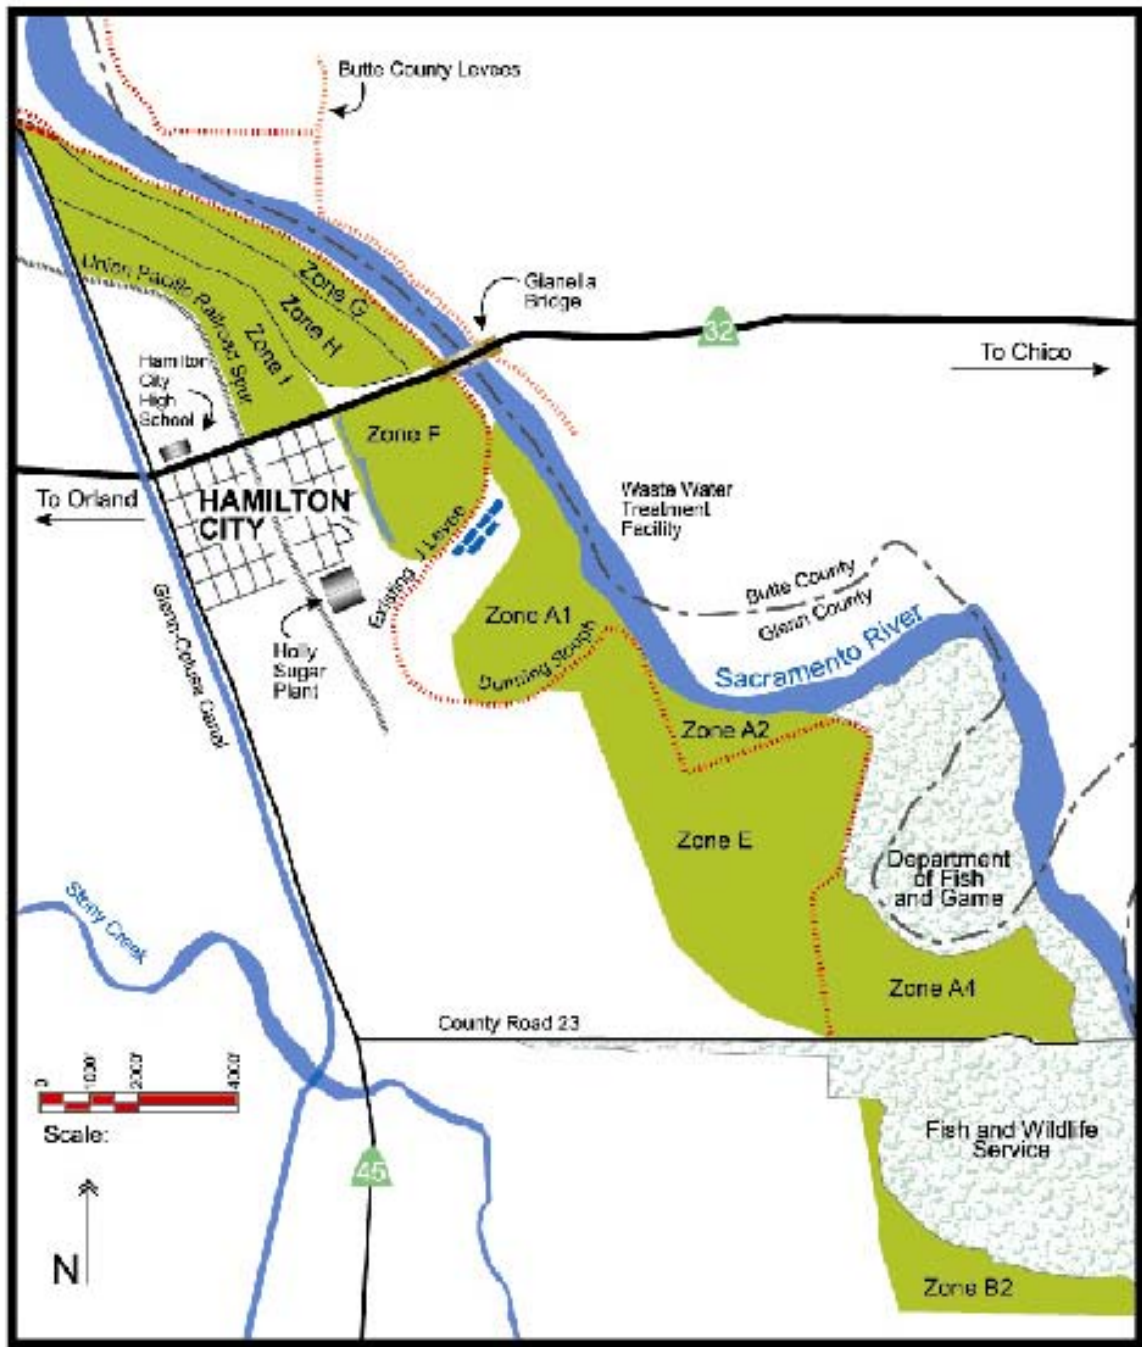 Butte County Levees
Zone G
Gianella
Bridge
Union Pacific Railroad Spur
Zone H
32
Zone I
To Chico
Hamilton
City
High
School
Zone F
To Orland
HAMILTON
CITY
Waste Water
Treatment
Facility
Existing J Levee
Butte County
Glenn County
Glenn-Colusa Canal
Zone A1
Sacramento River
Holly
Sugar
Plant
Dunning Slough
Zone A2
Zone E
Department
of Fish
and Game
Stony Creek
Zone A4
County Road 23
0 1000' 2000' 4000'
Scale:
Fish and Wildlife
Service
45
N
Zone B2